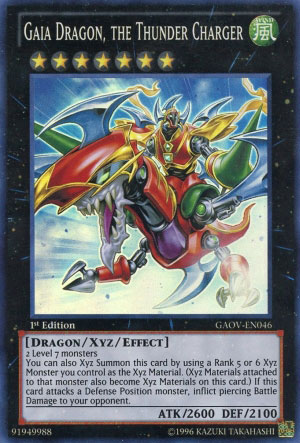 GAIA DRAGON, THE THUNDER CHARGER
WIND
風
1st Edition
GAOV-EN046
[DRAGON/XYZ/EFFECT]
2 Level 7 monsters
You can also Xyz Summon this card by using a Rank 5 or 6 Xyz
Monster you control as the Xyz Material. (Xyz Materials attached
to that monster also become Xyz Materials on this card.) If this
card attacks a Defense Position monster, inflict piercing Battle
Damage to your opponent.
ATK/2600 DEF/2100
91949988
©1996 KAZUKI TAKAHASHI